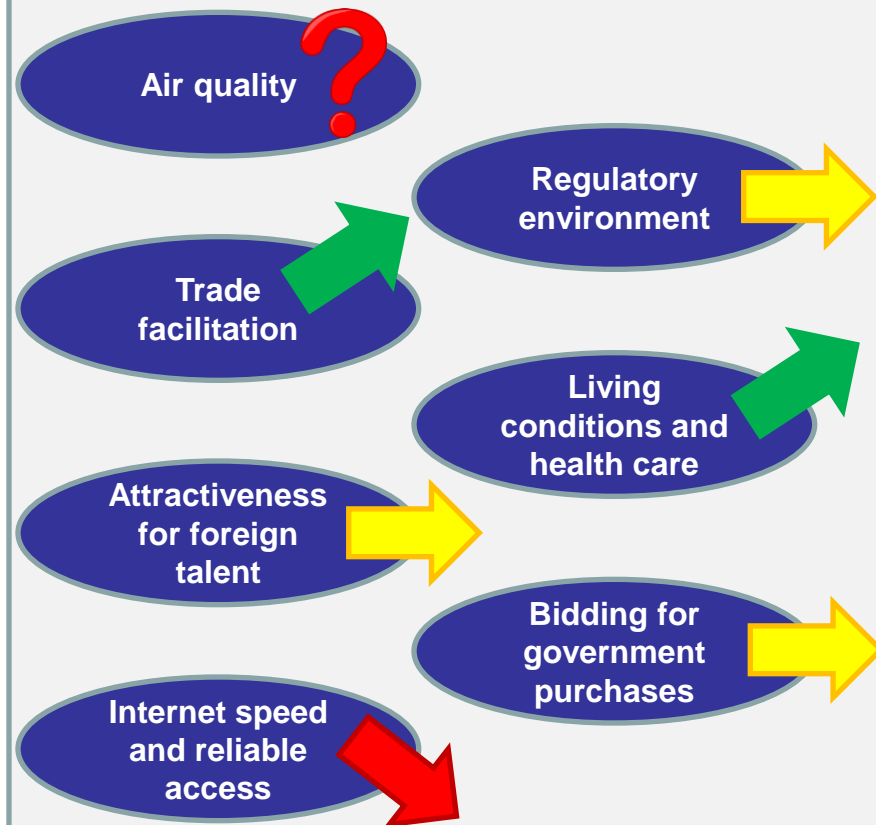 Air quality
Regulatory
environment
Trade
facilitation
Living
conditions and
health care
Attractiveness
for foreign
talent
Bidding for
government
purchases
Internet speed
and reliable
access